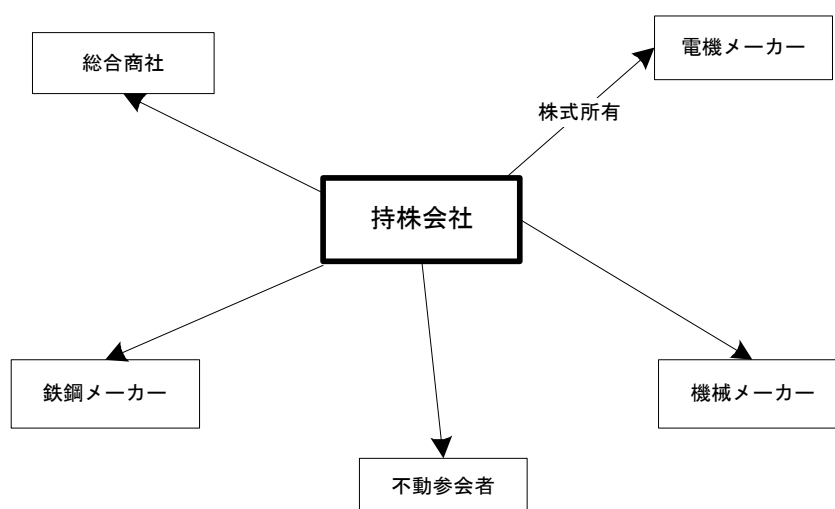 電機メーカー
総合商社
株式所有
持株会社
鉄鋼メーカー
機械メーカー
不動参会者